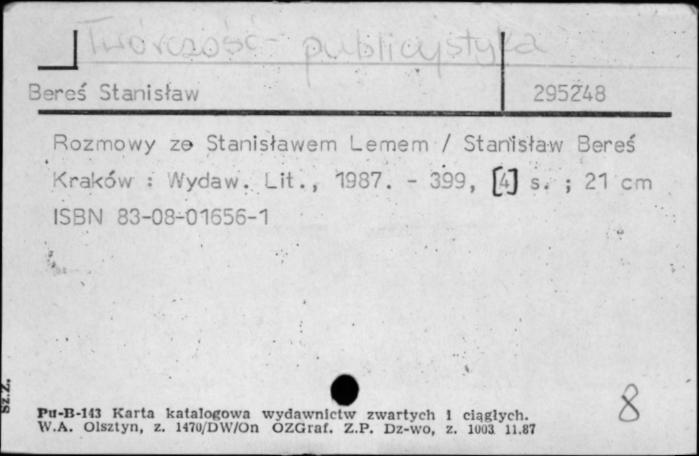 Twórczość - publicystyka
Bereś Stanisław 295248
Rozmowy ze Stanisławem Lemem / Stanisław Bereś
Kraków : Wydaw. Lit., 1987. - 399, [4] s. ; 21 cm
ISBN 83-08-01656-1
Sz.Z.
8
Pu-B-143 Karta katalogowa wydawnictw zwartych i ciągłych.
W.A. Olsztyn, z. 1470/DW/On OZGraf. Z.P. Dz-wo, z. 1003 11.87